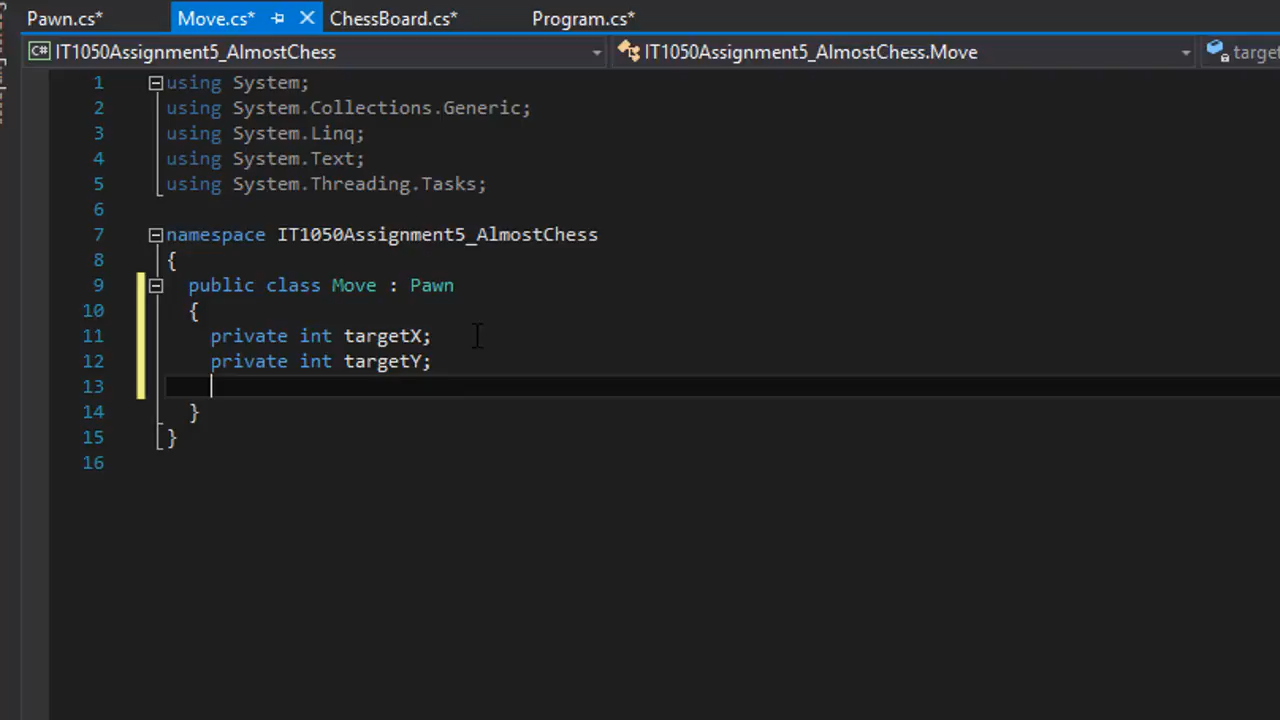 Pawn.cs* Move.cs* ChessBoard.cs* Program.cs*
C# IT1050Assignment5_AlmostChess IT1050Assignment5_AlmostChess.Move targe
1 using System;
2 using System.Collections.Generic;
3 using System.Linq;
4 using System.Text;
5 using System.Threading.Tasks;
6
7 namespace IT1050Assignment5_AlmostChess
8 {
9 public class Move : Pawn
10 {
11 private int targetX;
12 private int targetY;
13
14 }
15 }
16